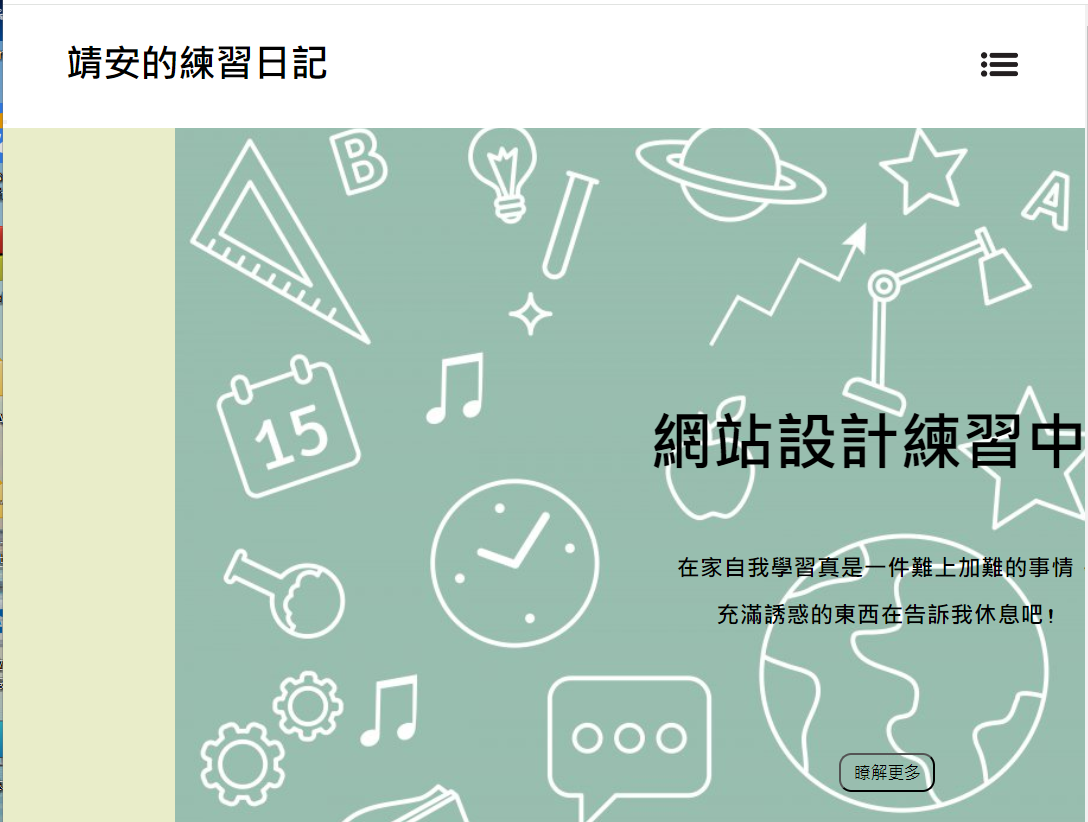 靖安的練習日記
B
A
15
網站設計練習中
在家自我學習真是一件難上加難的事情
充滿誘惑的東西在告訴我休息吧!
瞭解更多